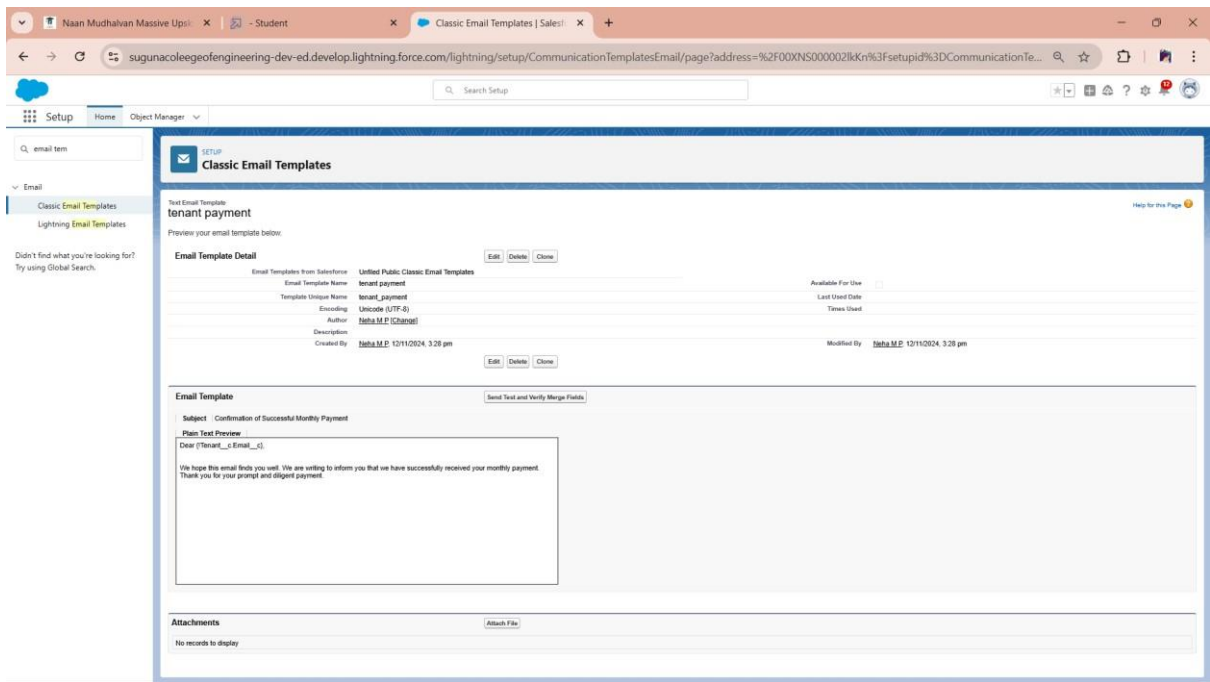 Naan Mudhalvan Massive Upski
- Student
Classic Email Templates | Salesf
sugunacoleegeofengineering-dev-ed.develop.lightning.force.com/lightning/setup/CommunicationTemplatesEmail/page?address=%2F00XNS000002lkKn%3Fsetupid%3DCommunicationTe...
Search Setup
Setup Home Object Manager
email tem
SETUP
Classic Email Templates
Email
Classic Email Templates
Lightning Email Templates
Didn't find what you're looking for?
Try using Global Search.
Text Email Template
tenant payment
Help for this Page
Preview your email template below.
Email Template Detail Edit Delete Clone
Email Templates from Salesforce Unfiled Public Classic Email Templates
Email Template Name tenant payment Available For Use
Template Unique Name tenant_payment Last Used Date
Encoding Unicode (UTF-8) Times Used
Author Neha M P [Change]
Description
Created By Neha M P, 12/11/2024, 3:28 pm Modified By Neha M P, 12/11/2024, 3:28 pm
Edit Delete Clone
Email Template Send Test and Verify Merge Fields
Subject Confirmation of Successful Monthly Payment
Plain Text Preview
Dear {!Tenant__c.Email__c},
We hope this email finds you well. We are writing to inform you that we have successfully received your monthly payment.
Thank you for your prompt and diligent payment.
Attachments Attach File
No records to display